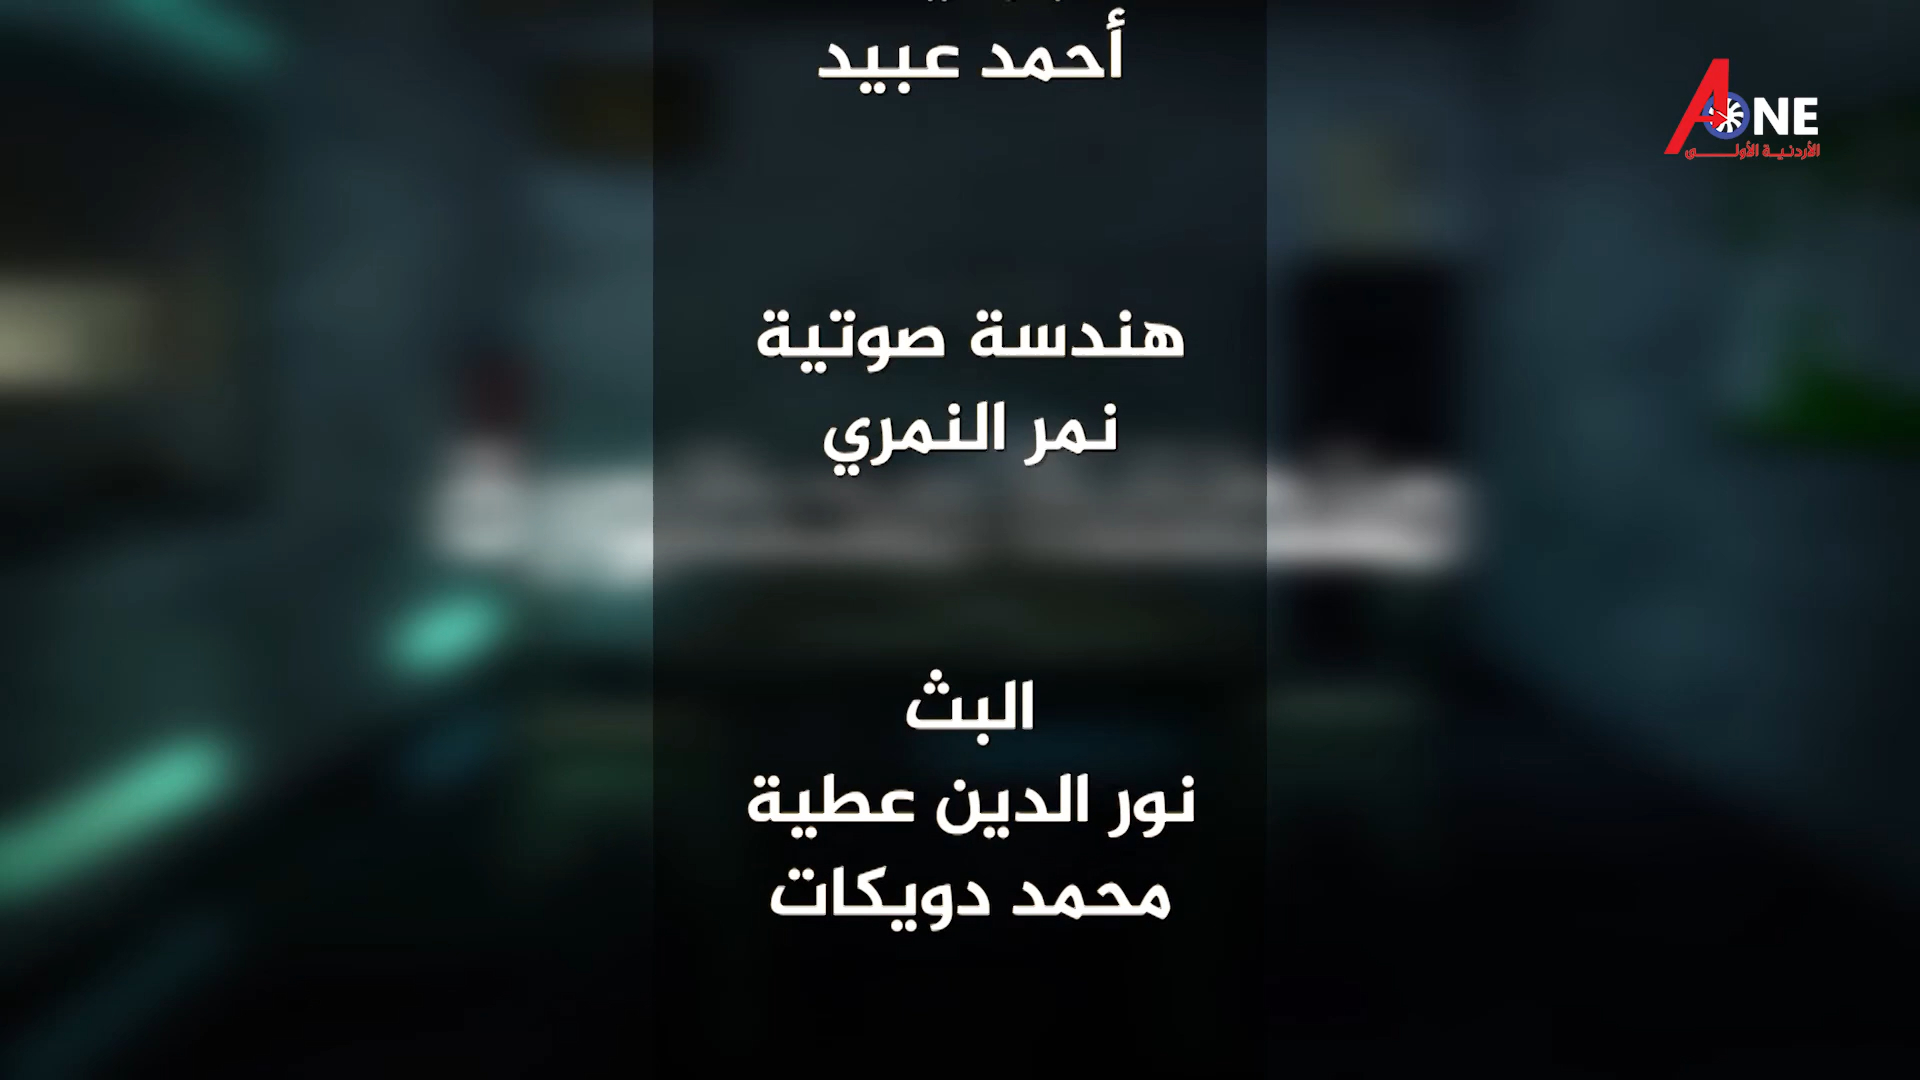 أحمد عبيد
A ONE
الأردنية الأولى
هندسة صوتية
نمر النمري
البث
نور الدين عطية
محمد دويكات